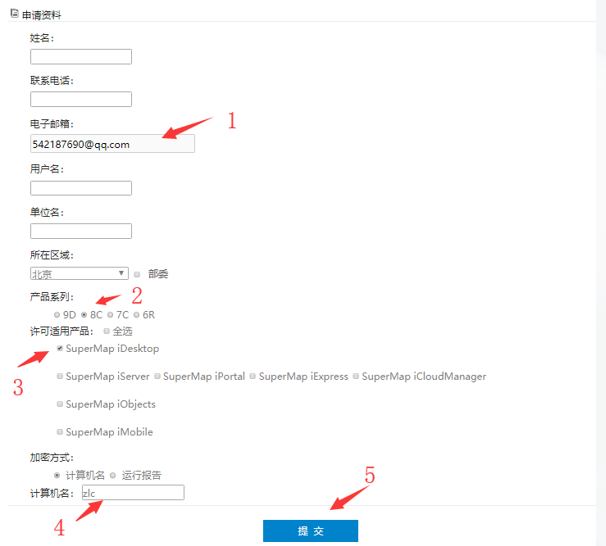 申请资料
姓名：
联系电话：
电子邮箱：
1
542187690@qq.com
用户名：
单位名：
所在区域：
北京 部委
产品系列：
2
9D 8C 7C 6R
许可适用产品： 全选
SuperMap iDesktop
3
SuperMap iServer SuperMap iPortal SuperMap iExpress SuperMap iCloudManager
SuperMap iObjects
SuperMap iMobile
加密方式：
计算机名 运行报告
5
计算机名： zlc
4
提 交